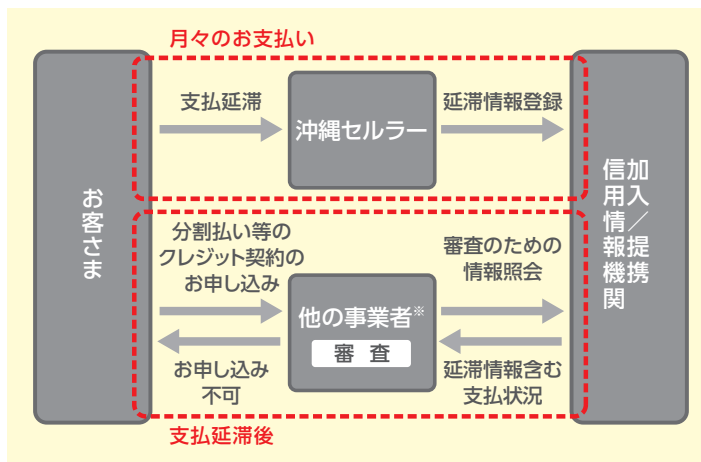 月々のお支払い
お客さま
支払延滞
沖縄セルラー
延滞情報登録
加入／提携
信用情報機関
分割払い等の
クレジット契約の
お申し込み
他の事業者※
審 査
審査のための
情報照会
お申し込み
不可
延滞情報含む
支払状況
支払延滞後